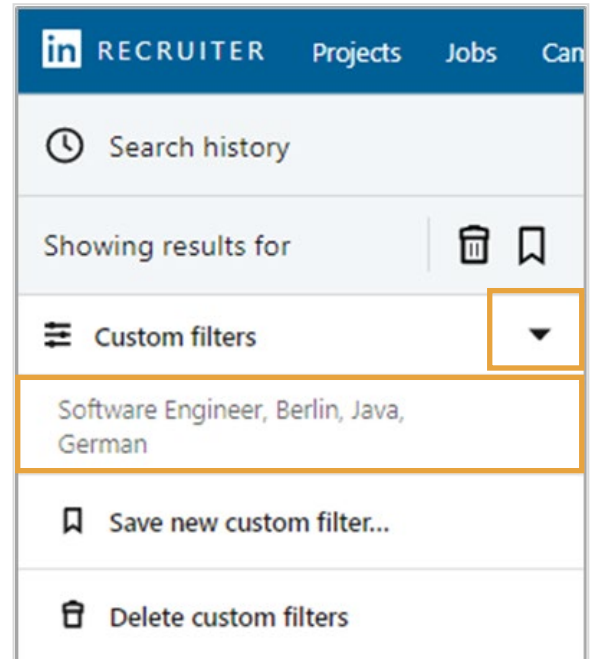 in RECRUITER Projects Jobs Can
Search history
Showing results for
Custom filters
Software Engineer, Berlin, Java,
German
Save new custom filter...
Delete custom filters